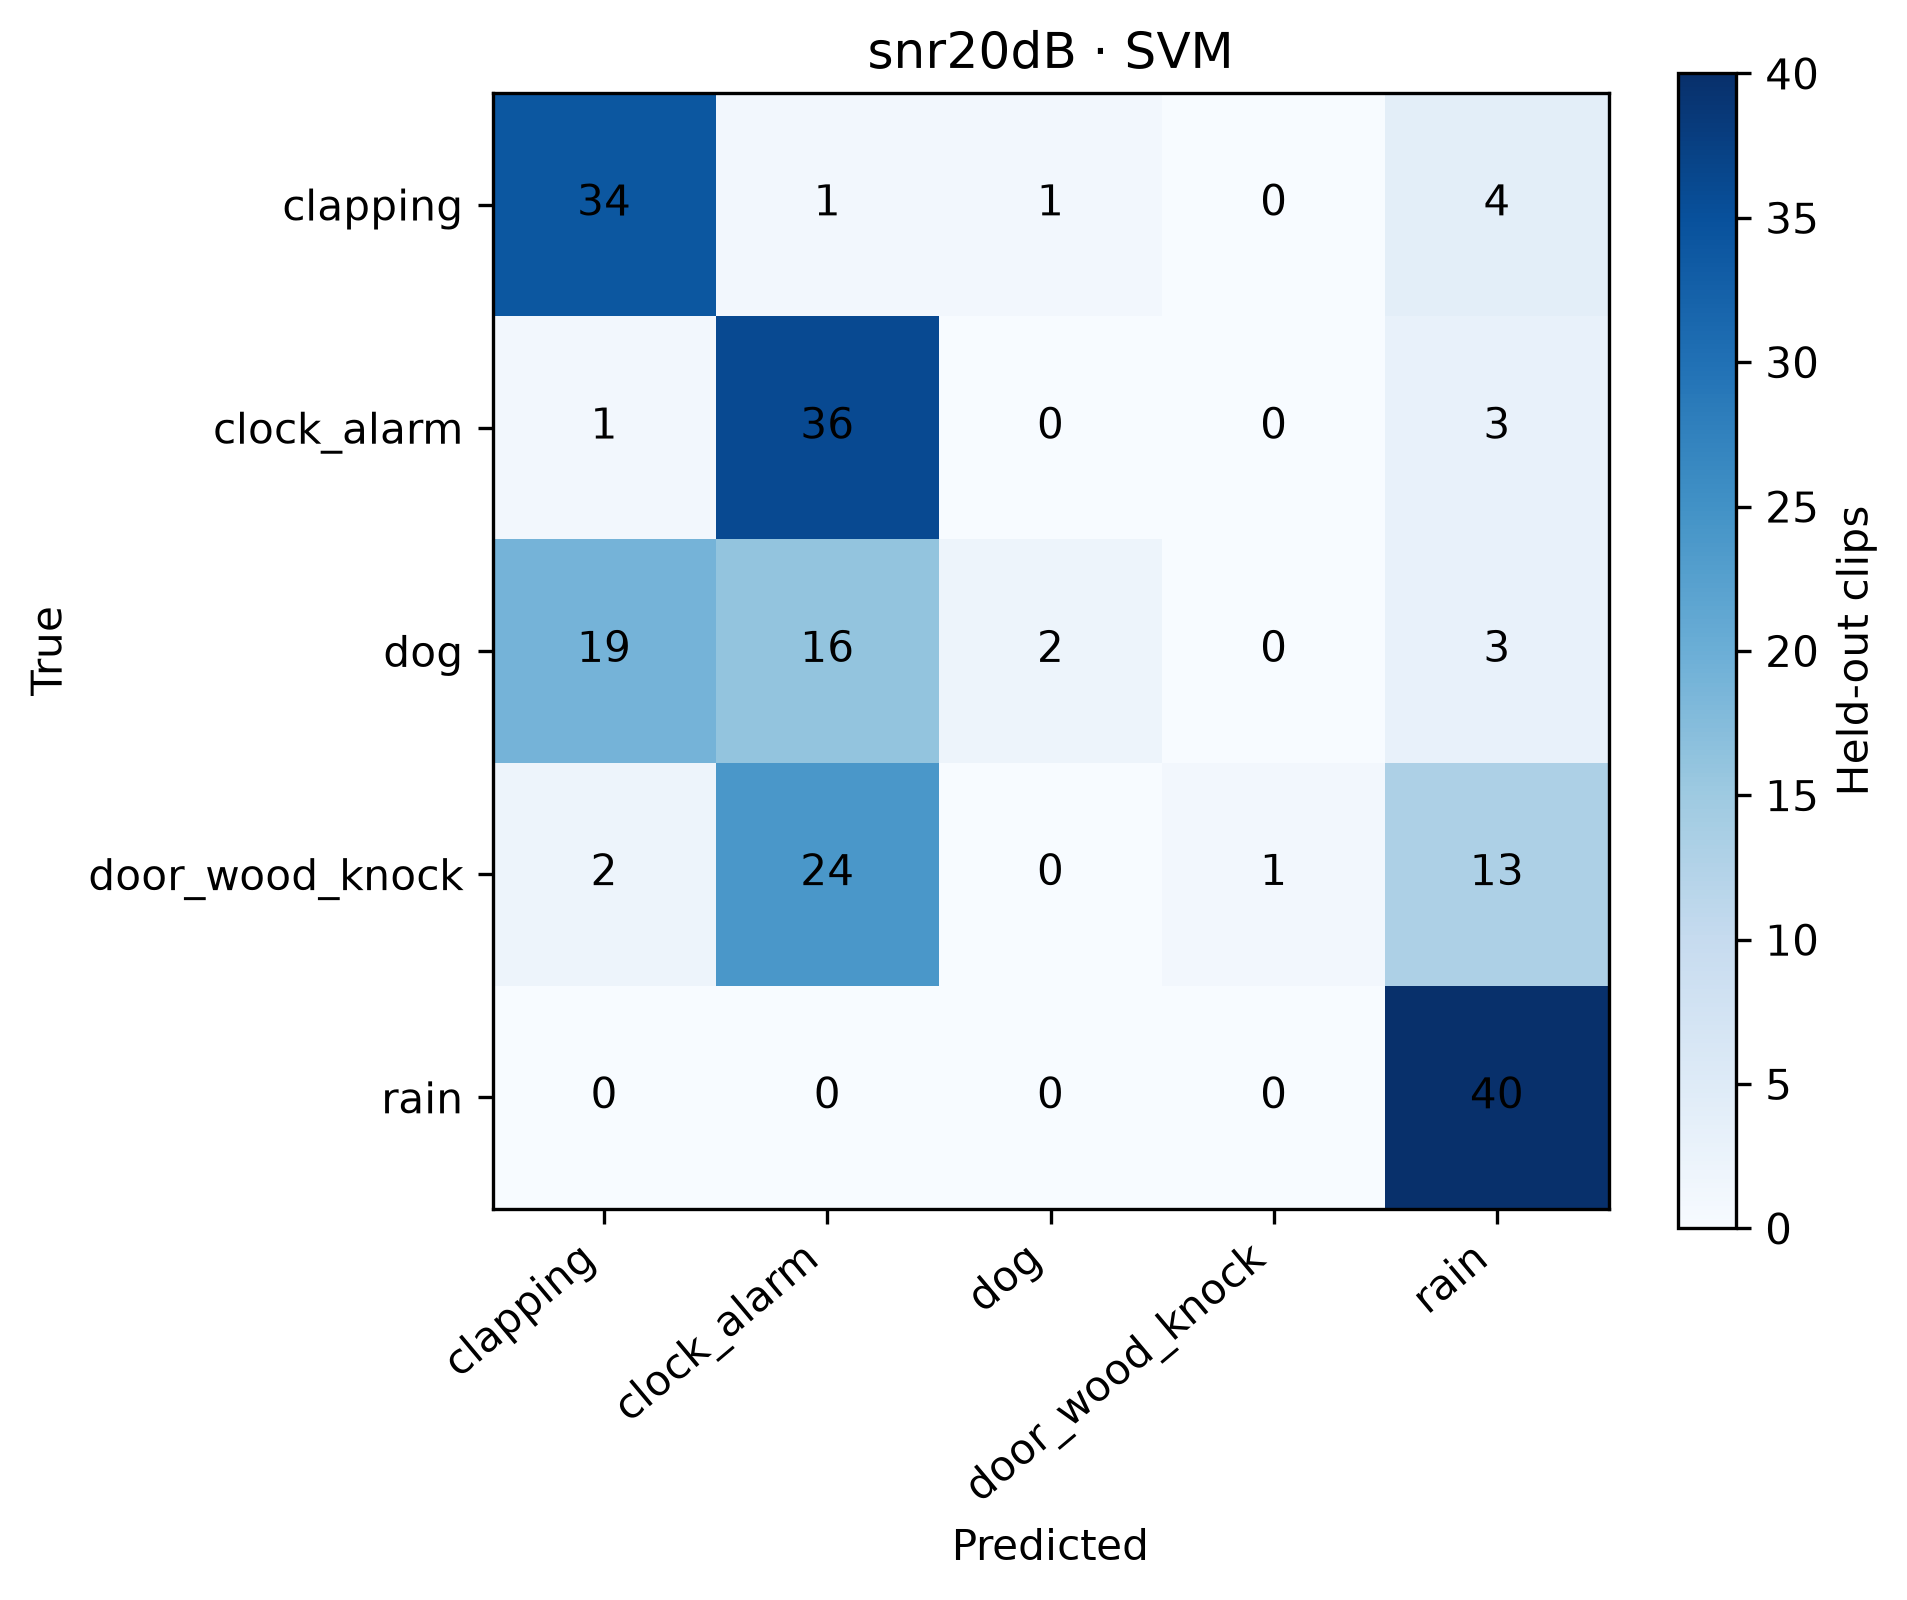 snr20dB · SVM
True
clapping 34 1 1 0 4
clock_alarm 1 36 0 0 3
dog 19 16 2 0 3
door_wood_knock 2 24 0 1 13
rain 0 0 0 0 40
clapping
clock_alarm
dog
door_wood_knock
rain
Predicted
40
35
30
25
20
15
10
5
0
Held-out clips